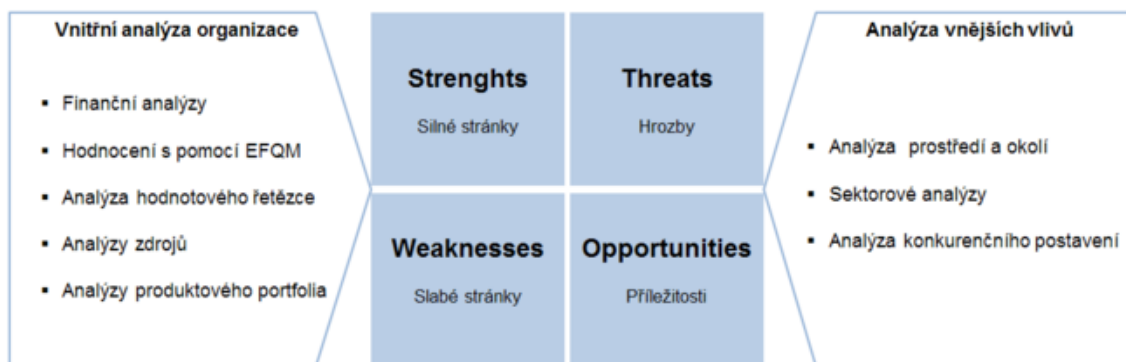 Vnitřní analýza organizace
▪ Finanční analýzy
▪ Hodnocení s pomocí EFQM
▪ Analýza hodnotového řetězce
▪ Analýzy zdrojů
▪ Analýzy produktového portfolia
Strenghts
Silné stránky
Threats
Hrozby
Weaknesses
Slabé stránky
Opportunities
Příležitosti
Analýza vnějších vlivů
▪ Analýza prostředí a okolí
▪ Sektorové analýzy
▪ Analýza konkurenčního postavení